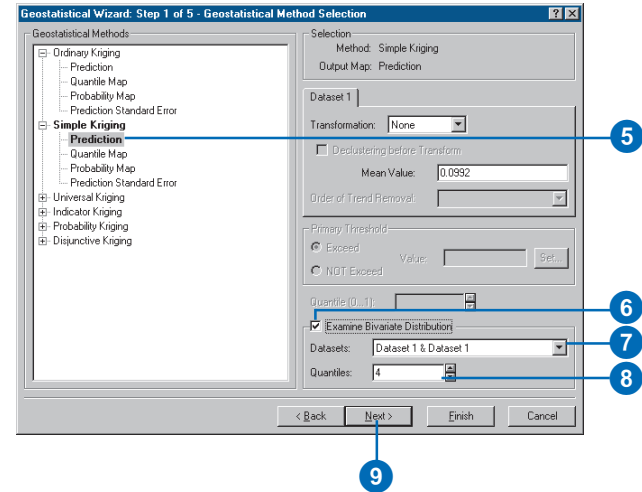 Geostatistical Wizard: Step 1 of 5 - Geostatistical Method Selection
Geostatistical Methods
Ordinary Kriging
Prediction
Quantile Map
Probability Map
Prediction Standard Error
Simple Kriging
Prediction
Quantile Map
Probability Map
Prediction Standard Error
Universal Kriging
Indicator Kriging
Probability Kriging
Disjunctive Kriging
Selection
Method: Simple Kriging
Output Map: Prediction
Dataset 1
Transformation: None
Declustering before Transform
Mean Value: 0.0992
Order of Trend Removal:
Primary Threshold
Exceed
NOT Exceed
Value:
Set...
Quantile (0...1):
Examine Bivariate Distribution
Datasets: Dataset 1 & Dataset 1
Quantiles: 4
< Back
Next >
Finish
Cancel
5
6
7
8
9